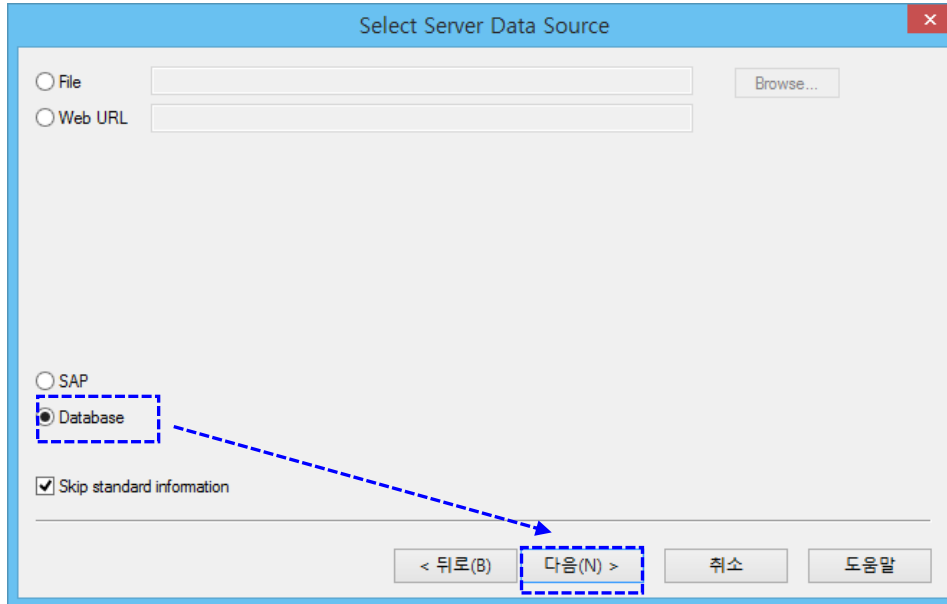 Select Server Data Source
File
Browse...
Web URL
SAP
Database
Skip standard information
< 뒤로(B) 다음(N) > 취소 도움말